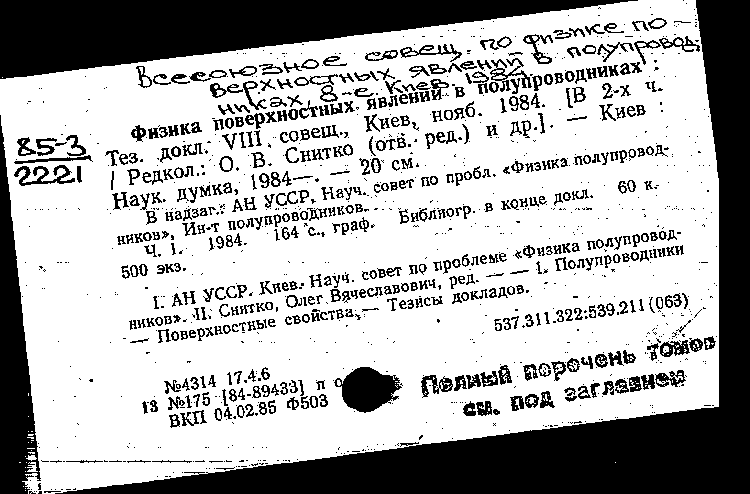 Всесоюзное совещ. по физике по-
верхностных явлений в полупровод-
никах, 8-е. Киев. 1984
85-3
2221
Физика поверхностных явлений в полупроводниках :
Тез. докл. VIII совещ., Киев, нояб. 1984. [В 2-х ч.
/ Редкол.: О. В. Снитко (отв. ред.) и др.]. — Киев :
Наук. думка, 1984—. — 20 см.
В надзаг.: АН УССР, Науч. совет по пробл. «Физика полупровод-
ников», Ин-т полупроводников.
Ч. 1. 1984. 164 с., граф. Библиогр. в конце докл. 60 к.
500 экз.
I. АН УССР. Киев. Науч. совет по проблеме «Физика полупровод-
ников». II. Снитко, Олег Вячеславович, ред. — — 1. Полупроводники
— Поверхностные свойства. — Тезисы докладов.
537.311.322:539.211(063)
№4314 17.4.6
13 №175 [84-89433] п о
ВКП 04.02.85 Ф503
Полный перечень томов
см. под заглавием